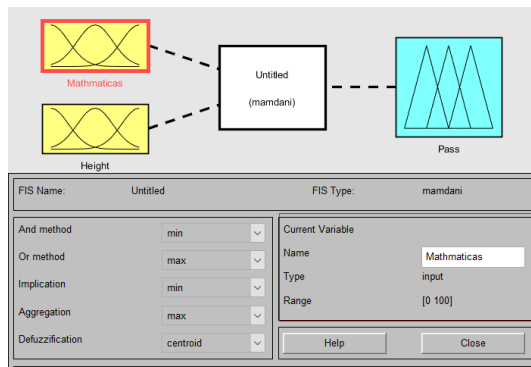 Mathmaticas
Height
Untitled
(mamdani)
Pass
FIS Name: Untitled FIS Type: mamdani
And method min
Or method max
Implication min
Aggregation max
Defuzzification centroid
Current Variable
Name Mathmaticas
Type input
Range [0 100]
Help Close